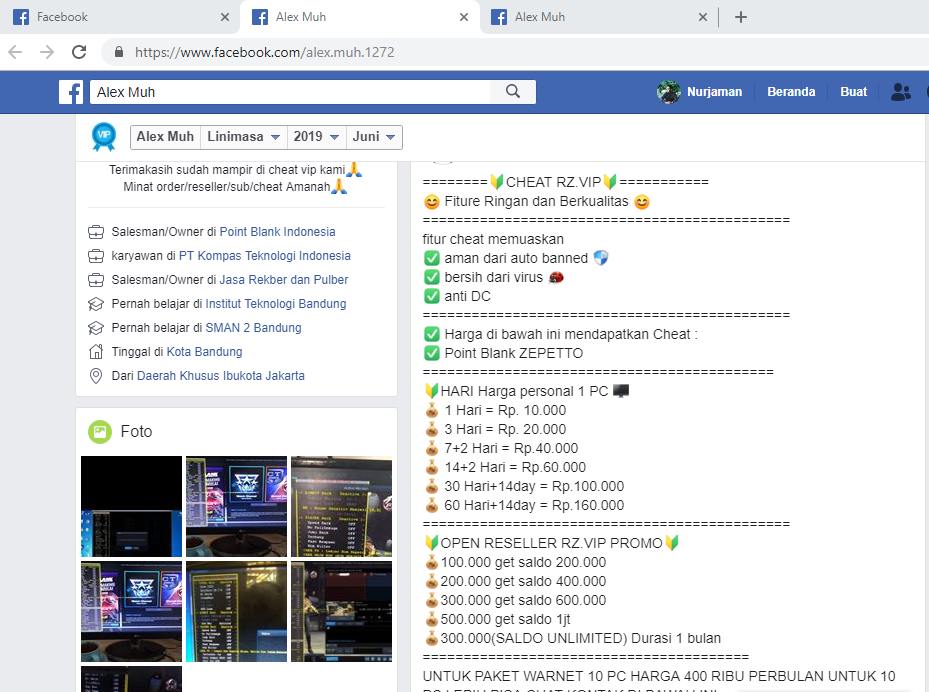 Facebook
Alex Muh
Alex Muh
https://www.facebook.com/alex.muh.1272
Alex Muh
Nurjaman
Beranda
Buat
VIP
Alex Muh
Linimasa
2019
Juni
Terimakasih sudah mampir di cheat vip kami🙏
Minat order/reseller/sub/cheat Amanah🙏
Salesman/Owner di Point Blank Indonesia
karyawan di PT Kompas Teknologi Indonesia
Salesman/Owner di Jasa Rekber dan Pulber
Pernah belajar di Institut Teknologi Bandung
Pernah belajar di SMAN 2 Bandung
Tinggal di Kota Bandung
Dari Daerah Khusus Ibukota Jakarta
Foto
========🔰CHEAT RZ.VIP🔰===========
😊 Fiture Ringan dan Berkualitas 😊
=============================================
fitur cheat memuaskan
✅ aman dari auto banned 🛡️
✅ bersih dari virus 🐞
✅ anti DC
=============================================
✅ Harga di bawah ini mendapatkan Cheat :
✅ Point Blank ZEPETTO
===========================================
🔰HARI Harga personal 1 PC 🖥️
💰 1 Hari = Rp. 10.000
💰 3 Hari = Rp. 20.000
💰 7+2 Hari = Rp.40.000
💰 14+2 Hari = Rp.60.000
💰 30 Hari+14day = Rp.100.000
💰 60 Hari+14day = Rp.160.000
=============================================
🔰OPEN RESELLER RZ.VIP PROMO🔰
💰100.000 get saldo 200.000
💰200.000 get saldo 400.000
💰300.000 get saldo 600.000
💰500.000 get saldo 1jt
💰300.000(SALDO UNLIMITED) Durasi 1 bulan
========================================
UNTUK PAKET WARNET 10 PC HARGA 400 RIBU PERBULAN UNTUK 10
PC LEBIH BISA CHAT KONTAK DI BAWAH INI